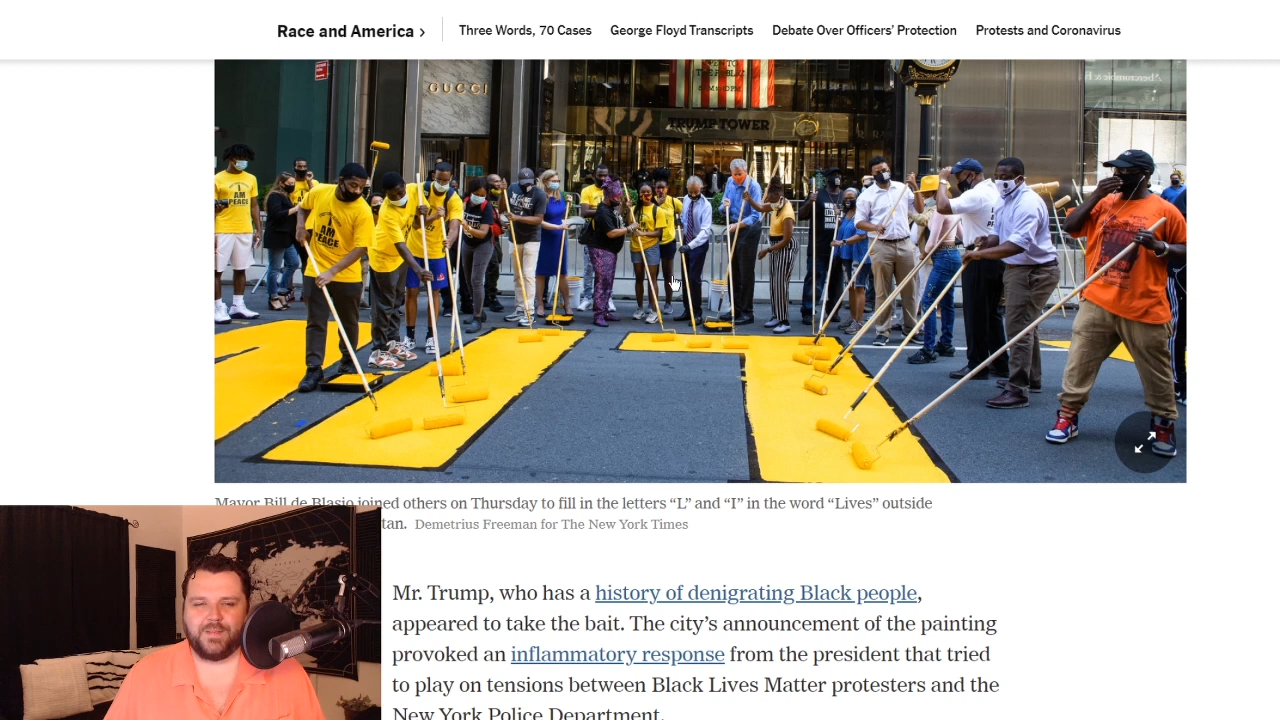 Race and America ›
Three Words, 70 Cases
George Floyd Transcripts
Debate Over Officers’ Protection
Protests and Coronavirus
GUCCI
TRUMP TOWER
I
AM
PEACE
AM
PEACE
Mayor Bill de Blasio joined others on Thursday to fill in the letters “L” and “I” in the word “Lives” outside
tan. Demetrius Freeman for The New York Times
Mr. Trump, who has a history of denigrating Black people,
appeared to take the bait. The city’s announcement of the painting
provoked an inflammatory response from the president that tried
to play on tensions between Black Lives Matter protesters and the
New York Police Department.